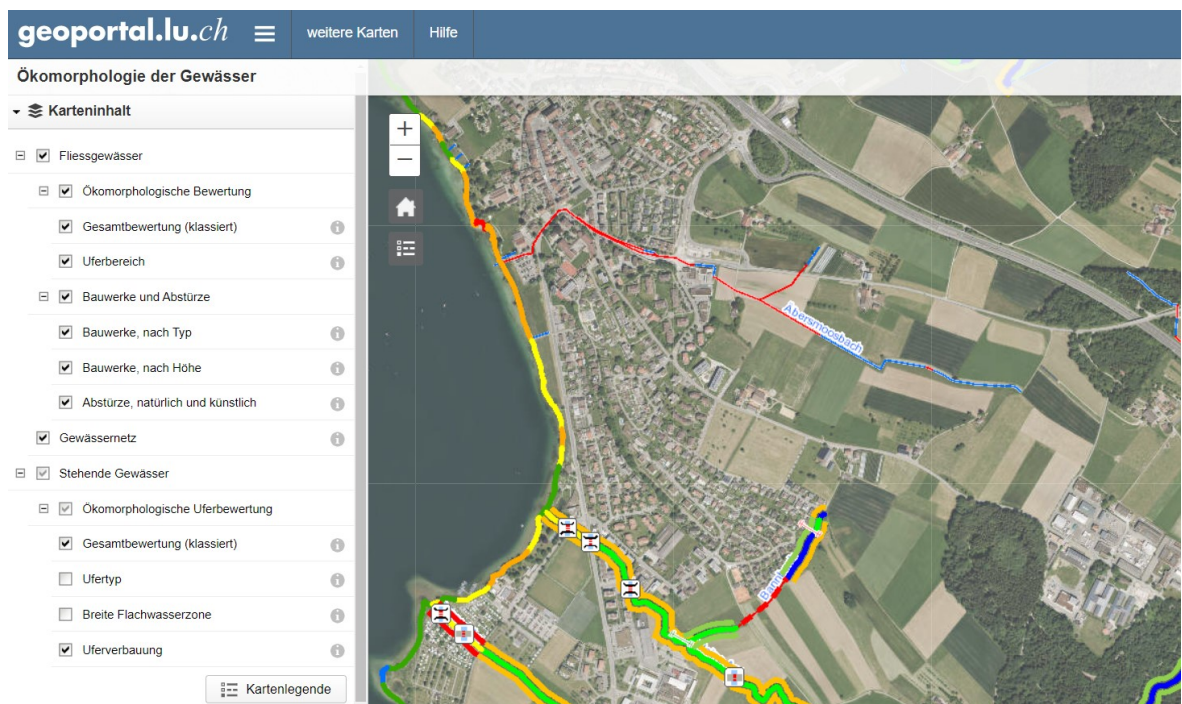 geoportal.lu.ch
weitere Karten
Hilfe
Ökomorphologie der Gewässer
Karteninhalt
Fliessgewässer
Ökomorphologische Bewertung
Gesamtbewertung (klassiert)
Uferbereich
Bauwerke und Abstürze
Bauwerke, nach Typ
Bauwerke, nach Höhe
Abstürze, natürlich und künstlich
Gewässernetz
Stehende Gewässer
Ökomorphologische Uferbewertung
Gesamtbewertung (klassiert)
Ufertyp
Breite Flachwasserzone
Uferverbauung
Kartenlegende
+
−
Abersmoosbach